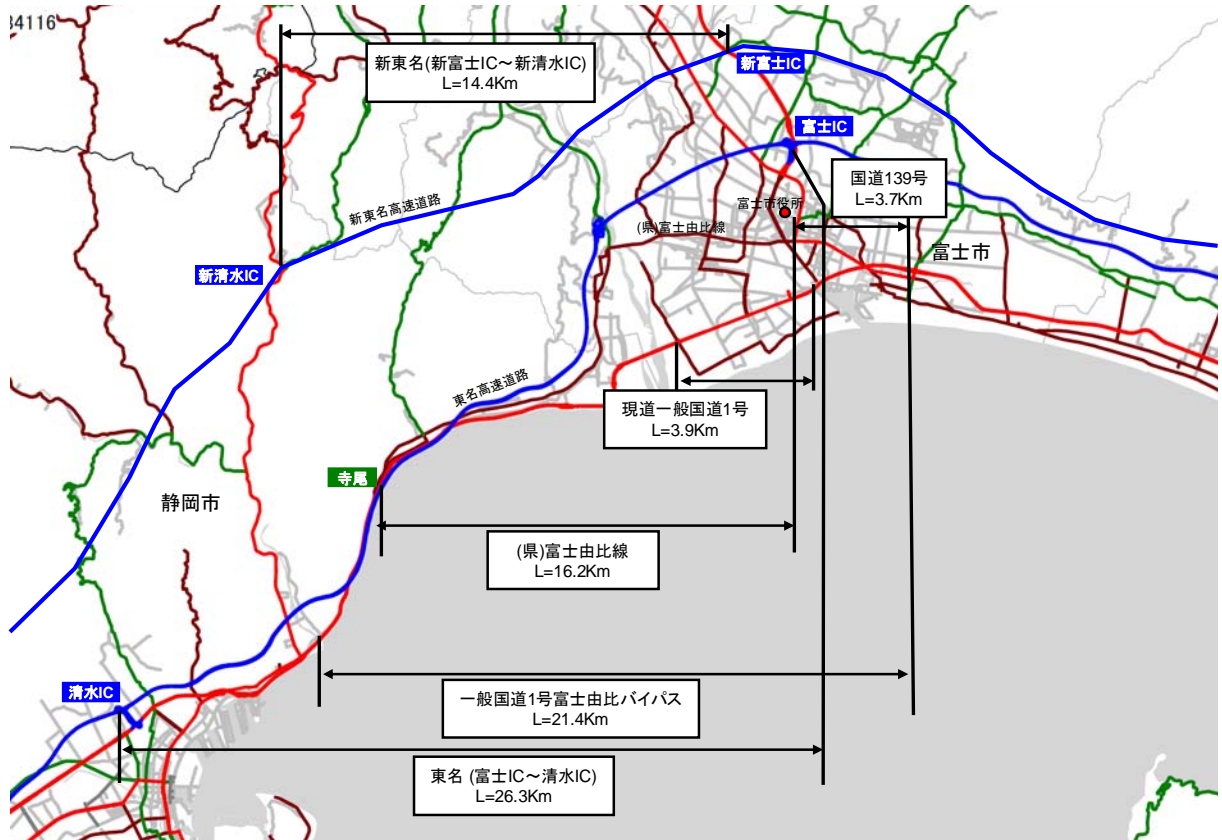 34116
新東名(新富士IC～新清水IC)
L=14.4Km
新富士IC
富士IC
国道139号
L=3.7Km
富士市役所
新東名高速道路
(県)富士由比線
富士市
新清水IC
東名高速道路
現道一般国道1号
L=3.9Km
寺尾
静岡市
(県)富士由比線
L=16.2Km
清水IC
一般国道1号富士由比バイパス
L=21.4Km
東名 (富士IC～清水IC)
L=26.3Km